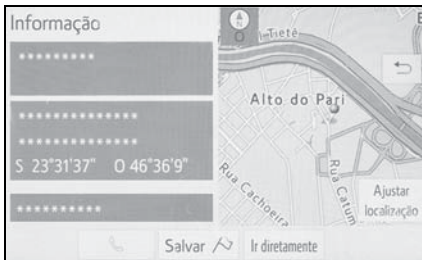 Informação
*********
**************
**************
S 23°31'37" O 46°36'9"
**********
N
O
Tietê
Alto do Pari
Rua Cachoeira
Rua Catum
Ajustar
localização
Salvar
Ir diretamente